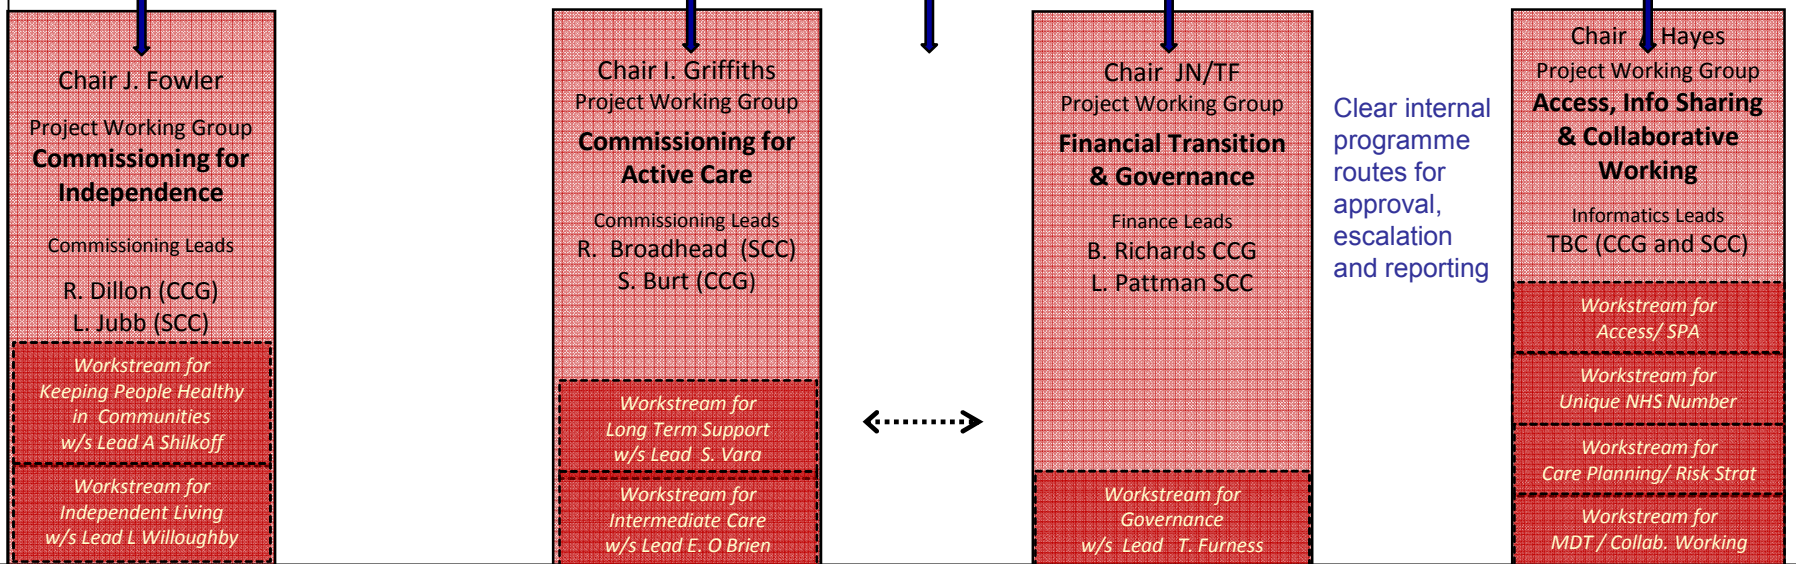 Chair J. Fowler
Project Working Group
Commissioning for
Independence
Commissioning Leads
R. Dillon (CCG)
L. Jubb (SCC)
Workstream for
Keeping People Healthy
in Communities
w/s Lead A Shilkoff
Workstream for
Independent Living
w/s Lead L Willoughby
Chair I. Griffiths
Project Working Group
Commissioning for
Active Care
Commissioning Leads
R. Broadhead (SCC)
S. Burt (CCG)
Workstream for
Long Term Support
w/s Lead S. Vara
Workstream for
Intermediate Care
w/s Lead E. O Brien
Chair JN/TF
Project Working Group
Financial Transition
& Governance
Finance Leads
B. Richards CCG
L. Pattman SCC
Workstream for
Governance
w/s Lead T. Furness
Clear internal
programme
routes for
approval,
escalation
and reporting
Chair Hayes
Project Working Group
Access, Info Sharing
& Collaborative
Working
Informatics Leads
TBC (CCG and SCC)
Workstream for
Access/ SPA
Workstream for
Unique NHS Number
Workstream for
Care Planning/ Risk Strat
Workstream for
MDT / Collab. Working